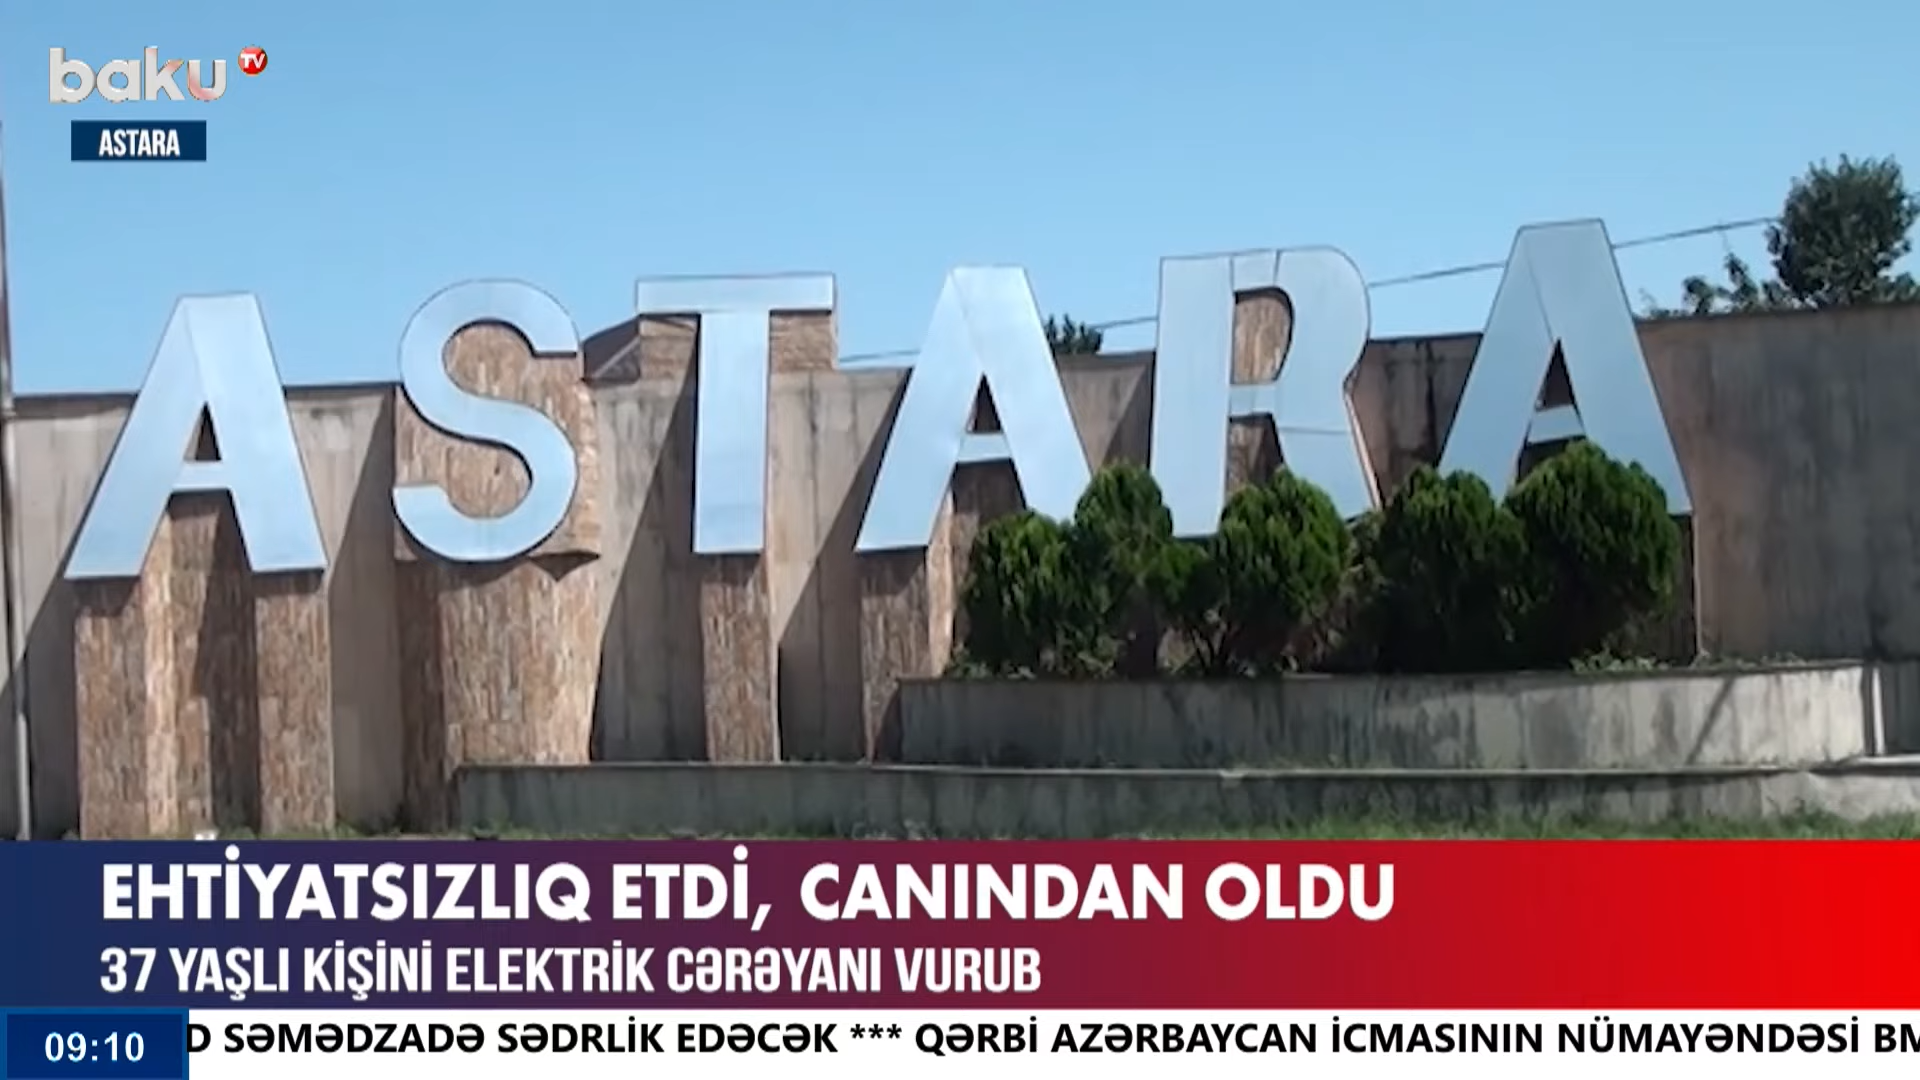 baku TV
ASTARA
ASTARA
EHTİYATSIZLIQ ETDİ, CANINDAN OLDU
37 YAŞLI KİŞİNİ ELEKTRİK CƏRƏYANI VURUB
09:10
SƏMƏDZADƏ SƏDRLİK EDƏCƏK *** QƏRBİ AZƏRBAYCAN İCMASININ NÜMAYƏNDƏSİ